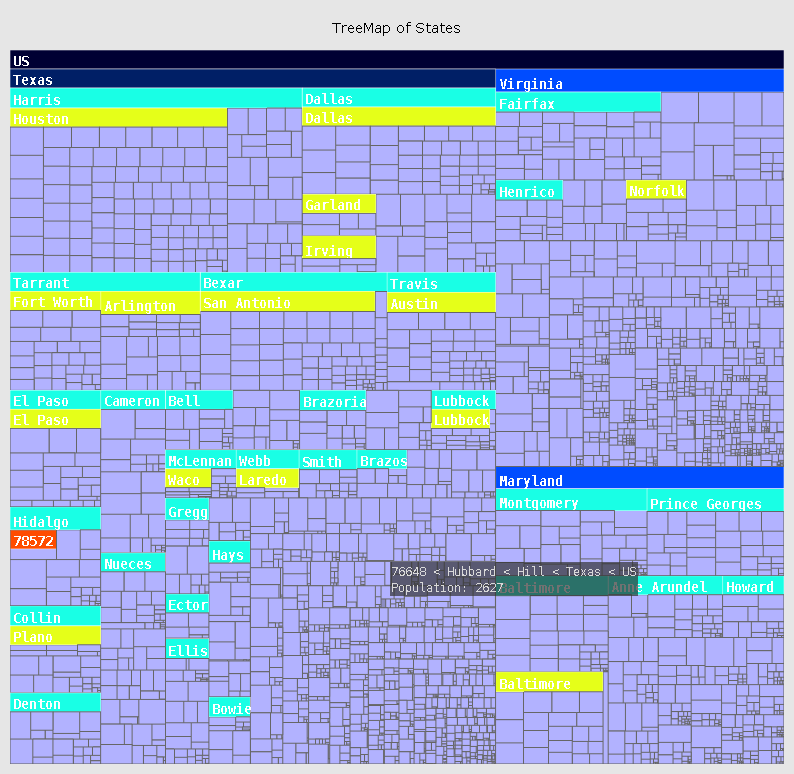 TreeMap of States
US
Texas
Virginia
Harris
Dallas
Fairfax
Houston
Dallas
Henrico
Norfolk
Garland
Irving
Tarrant
Bexar
Travis
Fort Worth
Arlington
San Antonio
Austin
El Paso
Cameron
Bell
Brazoria
Lubbock
El Paso
Lubbock
McLennan
Webb
Smith
Brazos
Waco
Laredo
Maryland
Montgomery
Prince Georges
Gregg
Hidalgo
78572
Hays
Nueces
76648 < Hubbard < Hill < Texas < US
Population: 2627
Baltimore
Anne Arundel
Howard
Ector
Collin
Plano
Ellis
Baltimore
Denton
Bowie